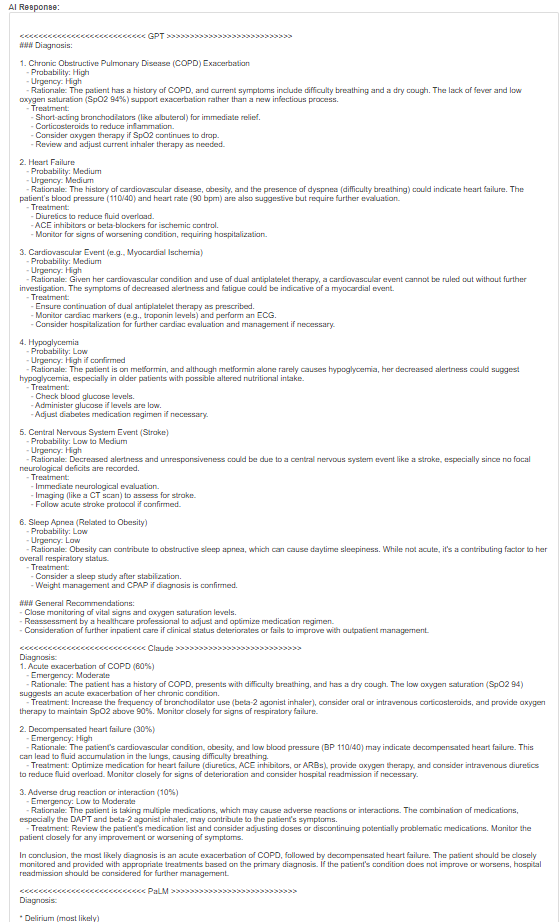 AI Response:
<<<<<<<<<<<<<<<<<<<<<<<<<<< GPT >>>>>>>>>>>>>>>>>>>>>>>>>>>
### Diagnosis:
1. Chronic Obstructive Pulmonary Disease (COPD) Exacerbation
- Probability: High
- Urgency: High
- Rationale: The patient has a history of COPD, and current symptoms include difficulty breathing and a dry cough. The lack of fever and low
oxygen saturation (SpO2 94%) support exacerbation rather than a new infectious process.
- Treatment:
- Short-acting bronchodilators (like albuterol) for immediate relief.
- Corticosteroids to reduce inflammation.
- Consider oxygen therapy if SpO2 continues to drop.
- Review and adjust current inhaler therapy as needed.
2. Heart Failure
- Probability: Medium
- Urgency: Medium
- Rationale: The history of cardiovascular disease, obesity, and the presence of dyspnea (difficulty breathing) could indicate heart failure. The
patient's blood pressure (110/40) and heart rate (90 bpm) are also suggestive but require further evaluation.
- Treatment:
- Diuretics to reduce fluid overload.
- ACE inhibitors or beta-blockers for ischemic control.
- Monitor for signs of worsening condition, requiring hospitalization.
3. Cardiovascular Event (e.g., Myocardial Ischemia)
- Probability: Medium
- Urgency: High
- Rationale: Given her cardiovascular condition and use of dual antiplatelet therapy, a cardiovascular event cannot be ruled out without further
investigation. The symptoms of decreased alertness and fatigue could be indicative of a myocardial event.
- Treatment:
- Ensure continuation of dual antiplatelet therapy as prescribed.
- Monitor cardiac markers (e.g., troponin levels) and perform an ECG.
- Consider hospitalization for further cardiac evaluation and management if necessary.
4. Hypoglycemia
- Probability: Low
- Urgency: High if confirmed
- Rationale: The patient is on metformin, and although metformin alone rarely causes hypoglycemia, her decreased alertness could suggest
hypoglycemia, especially in older patients with possible altered nutritional intake.
- Treatment:
- Check blood glucose levels.
- Administer glucose if levels are low.
- Adjust diabetes medication regimen if necessary.
5. Central Nervous System Event (Stroke)
- Probability: Low to Medium
- Urgency: High
- Rationale: Decreased alertness and unresponsiveness could be due to a central nervous system event like a stroke, especially since no focal
neurological deficits are recorded.
- Treatment:
- Immediate neurological evaluation.
- Imaging (like a CT scan) to assess for stroke.
- Follow acute stroke protocol if confirmed.
6. Sleep Apnea (Related to Obesity)
- Probability: Low
- Urgency: Low
- Rationale: Obesity can contribute to obstructive sleep apnea, which can cause daytime sleepiness. While not acute, it's a contributing factor to her
overall respiratory status.
- Treatment:
- Consider a sleep study after stabilization.
- Weight management and CPAP if diagnosis is confirmed.
### General Recommendations:
- Close monitoring of vital signs and oxygen saturation levels.
- Reassessment by a healthcare professional to adjust and optimize medication regimen.
- Consideration of further inpatient care if clinical status deteriorates or fails to improve with outpatient management.
<<<<<<<<<<<<<<<<<<<<<<<<<<< Claude >>>>>>>>>>>>>>>>>>>>>>>>>>>
Diagnosis:
1. Acute exacerbation of COPD (60%)
- Emergency: Moderate
- Rationale: The patient has a history of COPD, presents with difficulty breathing, and has a dry cough. The low oxygen saturation (SpO2 94)
suggests an acute exacerbation of her chronic condition.
- Treatment: Increase the frequency of bronchodilator use (beta-2 agonist inhaler), consider oral or intravenous corticosteroids, and provide oxygen
therapy to maintain SpO2 above 90%. Monitor closely for signs of respiratory failure.
2. Decompensated heart failure (30%)
- Emergency: High
- Rationale: The patient's cardiovascular condition, obesity, and low blood pressure (BP 110/40) may indicate decompensated heart failure. This
can lead to fluid accumulation in the lungs, causing difficulty breathing.
- Treatment: Optimize medication for heart failure (diuretics, ACE inhibitors, or ARBs), provide oxygen therapy, and consider intravenous diuretics
to reduce fluid overload. Monitor closely for signs of deterioration and consider hospital readmission if necessary.
3. Adverse drug reaction or interaction (10%)
- Emergency: Low to Moderate
- Rationale: The patient is taking multiple medications, which may cause adverse reactions or interactions. The combination of medications,
especially the DAPT and beta-2 agonist inhaler, may contribute to the patient's symptoms.
- Treatment: Review the patient's medication list and consider adjusting doses or discontinuing potentially problematic medications. Monitor the
patient closely for any improvement or worsening of symptoms.
In conclusion, the most likely diagnosis is an acute exacerbation of COPD, followed by decompensated heart failure. The patient should be closely
monitored and provided with appropriate treatments based on the primary diagnosis. If the patient's condition does not improve or worsens, hospital
readmission should be considered for further management.
<<<<<<<<<<<<<<<<<<<<<<<<<<< PaLM >>>>>>>>>>>>>>>>>>>>>>>>>>>
Diagnosis:
* Delirium (most likely)